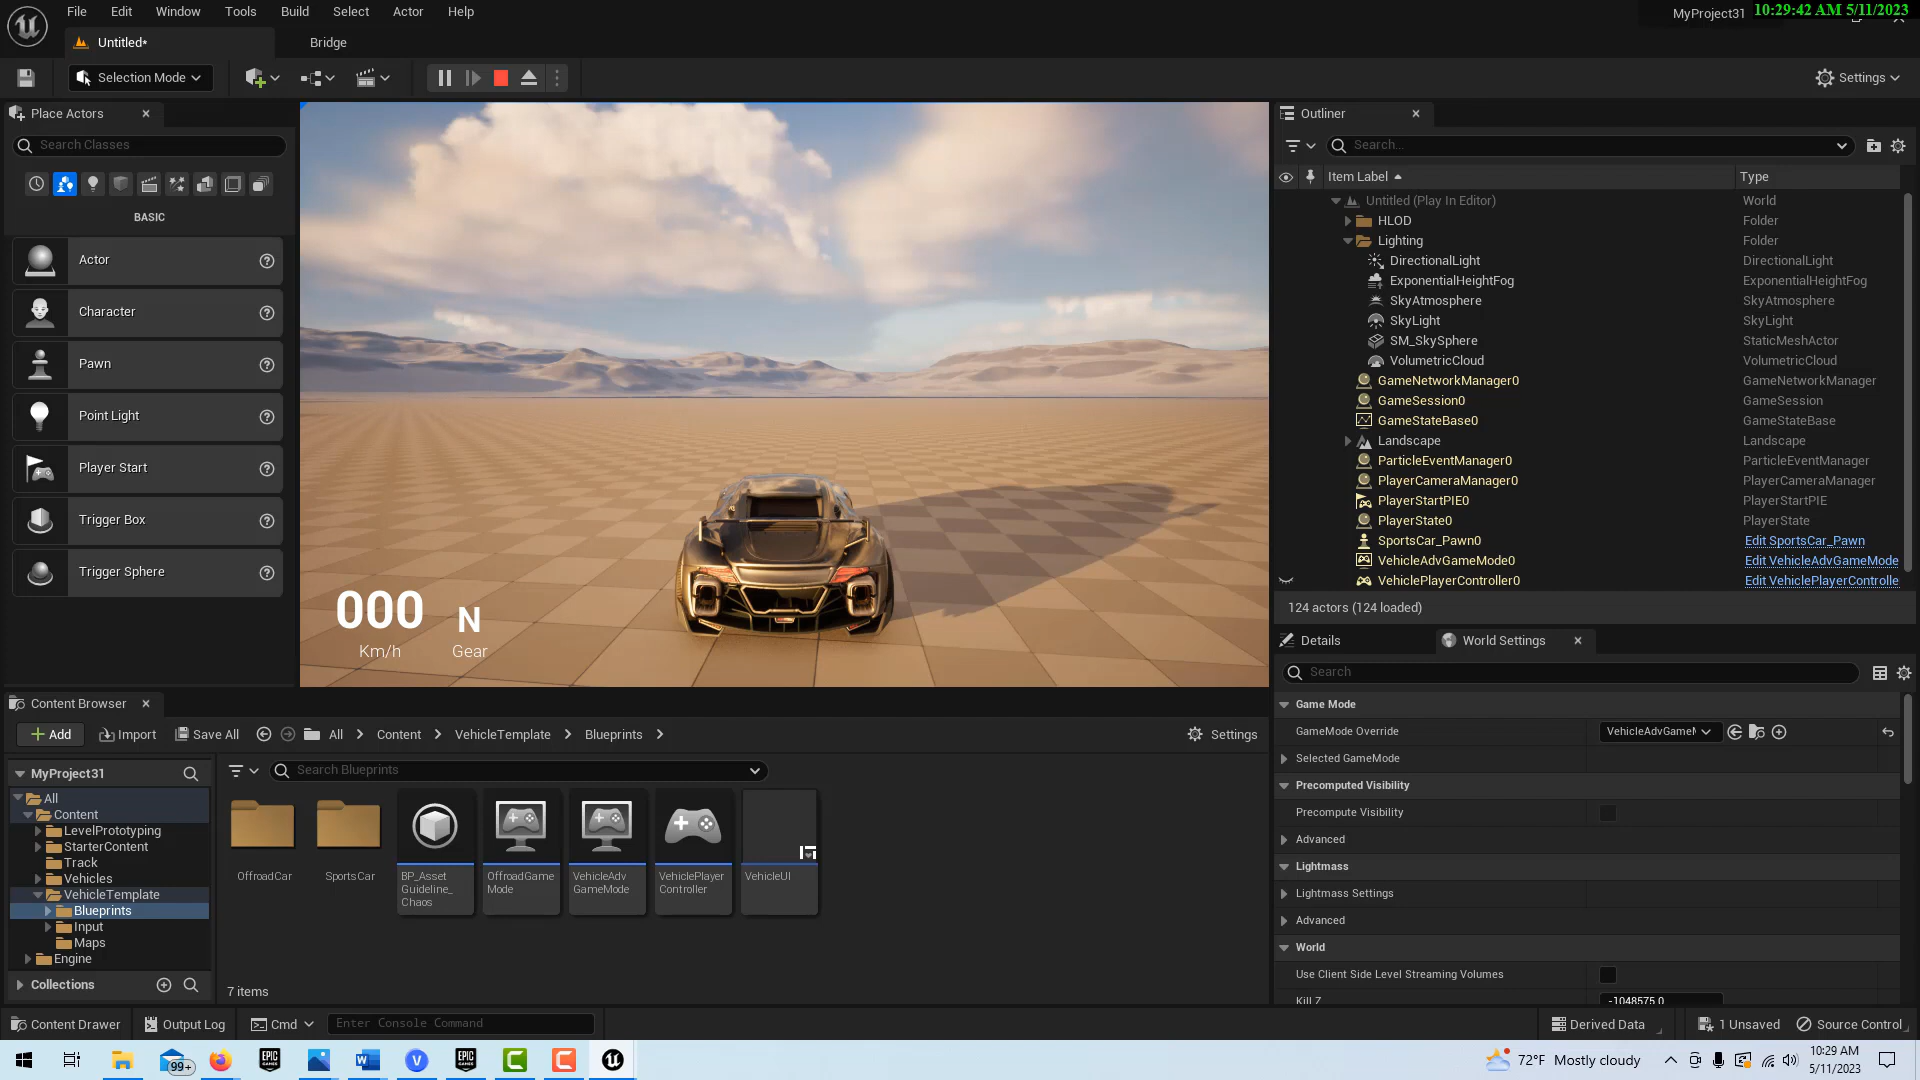 File Edit Window Tools Build Select Actor Help
MyProject31
10:29:42 AM 5/11/2023
Untitled*
Bridge
Selection Mode
Settings
Place Actors
Search Classes
BASIC
Actor
Character
Pawn
Point Light
Player Start
Trigger Box
Trigger Sphere
000 N
Km/h Gear
Outliner
Search...
Item Label Type
Untitled (Play In Editor) World
HLOD Folder
Lighting Folder
DirectionalLight DirectionalLight
ExponentialHeightFog ExponentialHeightFog
SkyAtmosphere SkyAtmosphere
SkyLight SkyLight
SM_SkySphere StaticMeshActor
VolumetricCloud VolumetricCloud
GameNetworkManager0 GameNetworkManager
GameSession0 GameSession
GameStateBase0 GameStateBase
Landscape Landscape
ParticleEventManager0 ParticleEventManager
PlayerCameraManager0 PlayerCameraManager
PlayerStartPIE0 PlayerStartPIE
PlayerState0 PlayerState
SportsCar_Pawn0 Edit SportsCar_Pawn
VehicleAdvGameMode0 Edit VehicleAdvGameMode
VehiclePlayerController0 Edit VehiclePlayerControlle
124 actors (124 loaded)
Details
World Settings
Search
Game Mode
GameMode Override VehicleAdvGameM
Selected GameMode
Precomputed Visibility
Precompute Visibility
Advanced
Lightmass
Lightmass Settings
Advanced
World
Use Client Side Level Streaming Volumes
Kill Z -1048575.0
Content Browser
Add Import Save All All Content VehicleTemplate Blueprints Settings
MyProject31
Search Blueprints
All
Content
LevelPrototyping
StarterContent
Track
Vehicles
VehicleTemplate
Blueprints
Input
Maps
Engine
Collections
OffroadCar
SportsCar
BP_Asset
Guideline_
Chaos
OffroadGame
Mode
VehicleAdv
GameMode
VehiclePlayer
Controller
VehicleUI
7 items
Content Drawer Output Log Cmd Enter Console Command Derived Data 1 Unsaved Source Control
99+
EPIC
GAMES
W
V
EPIC
GAMES
C
C
72°F Mostly cloudy
10:29 AM
5/11/2023